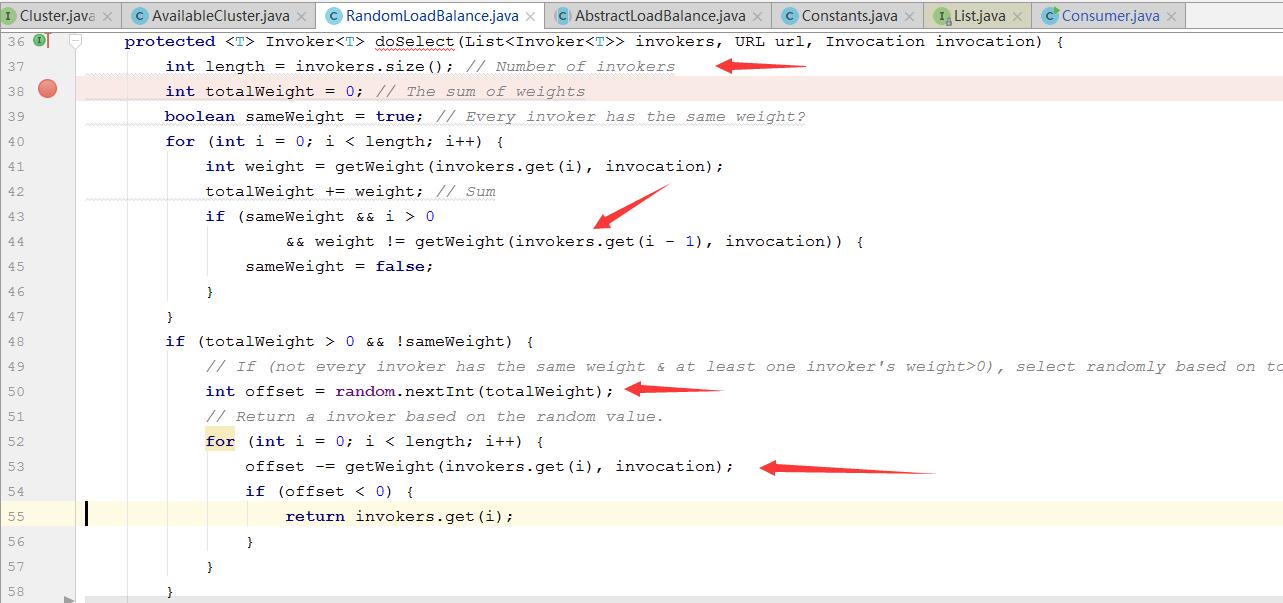 Cluster.java AvailableCluster.java RandomLoadBalance.java AbstractLoadBalance.java Constants.java List.java Consumer.java
36 protected <T> Invoker<T> doSelect(List<Invoker<T>> invokers, URL url, Invocation invocation) {
37 int length = invokers.size(); // Number of invokers
38 int totalWeight = 0; // The sum of weights
39 boolean sameWeight = true; // Every invoker has the same weight?
40 for (int i = 0; i < length; i++) {
41 int weight = getWeight(invokers.get(i), invocation);
42 totalWeight += weight; // Sum
43 if (sameWeight && i > 0
44 && weight != getWeight(invokers.get(i - 1), invocation)) {
45 sameWeight = false;
46 }
47 }
48 if (totalWeight > 0 && !sameWeight) {
49 // If (not every invoker has the same weight & at least one invoker's weight>0), select randomly based on to
50 int offset = random.nextInt(totalWeight);
51 // Return a invoker based on the random value.
52 for (int i = 0; i < length; i++) {
53 offset -= getWeight(invokers.get(i), invocation);
54 if (offset < 0) {
55 return invokers.get(i);
56 }
57 }
58 }